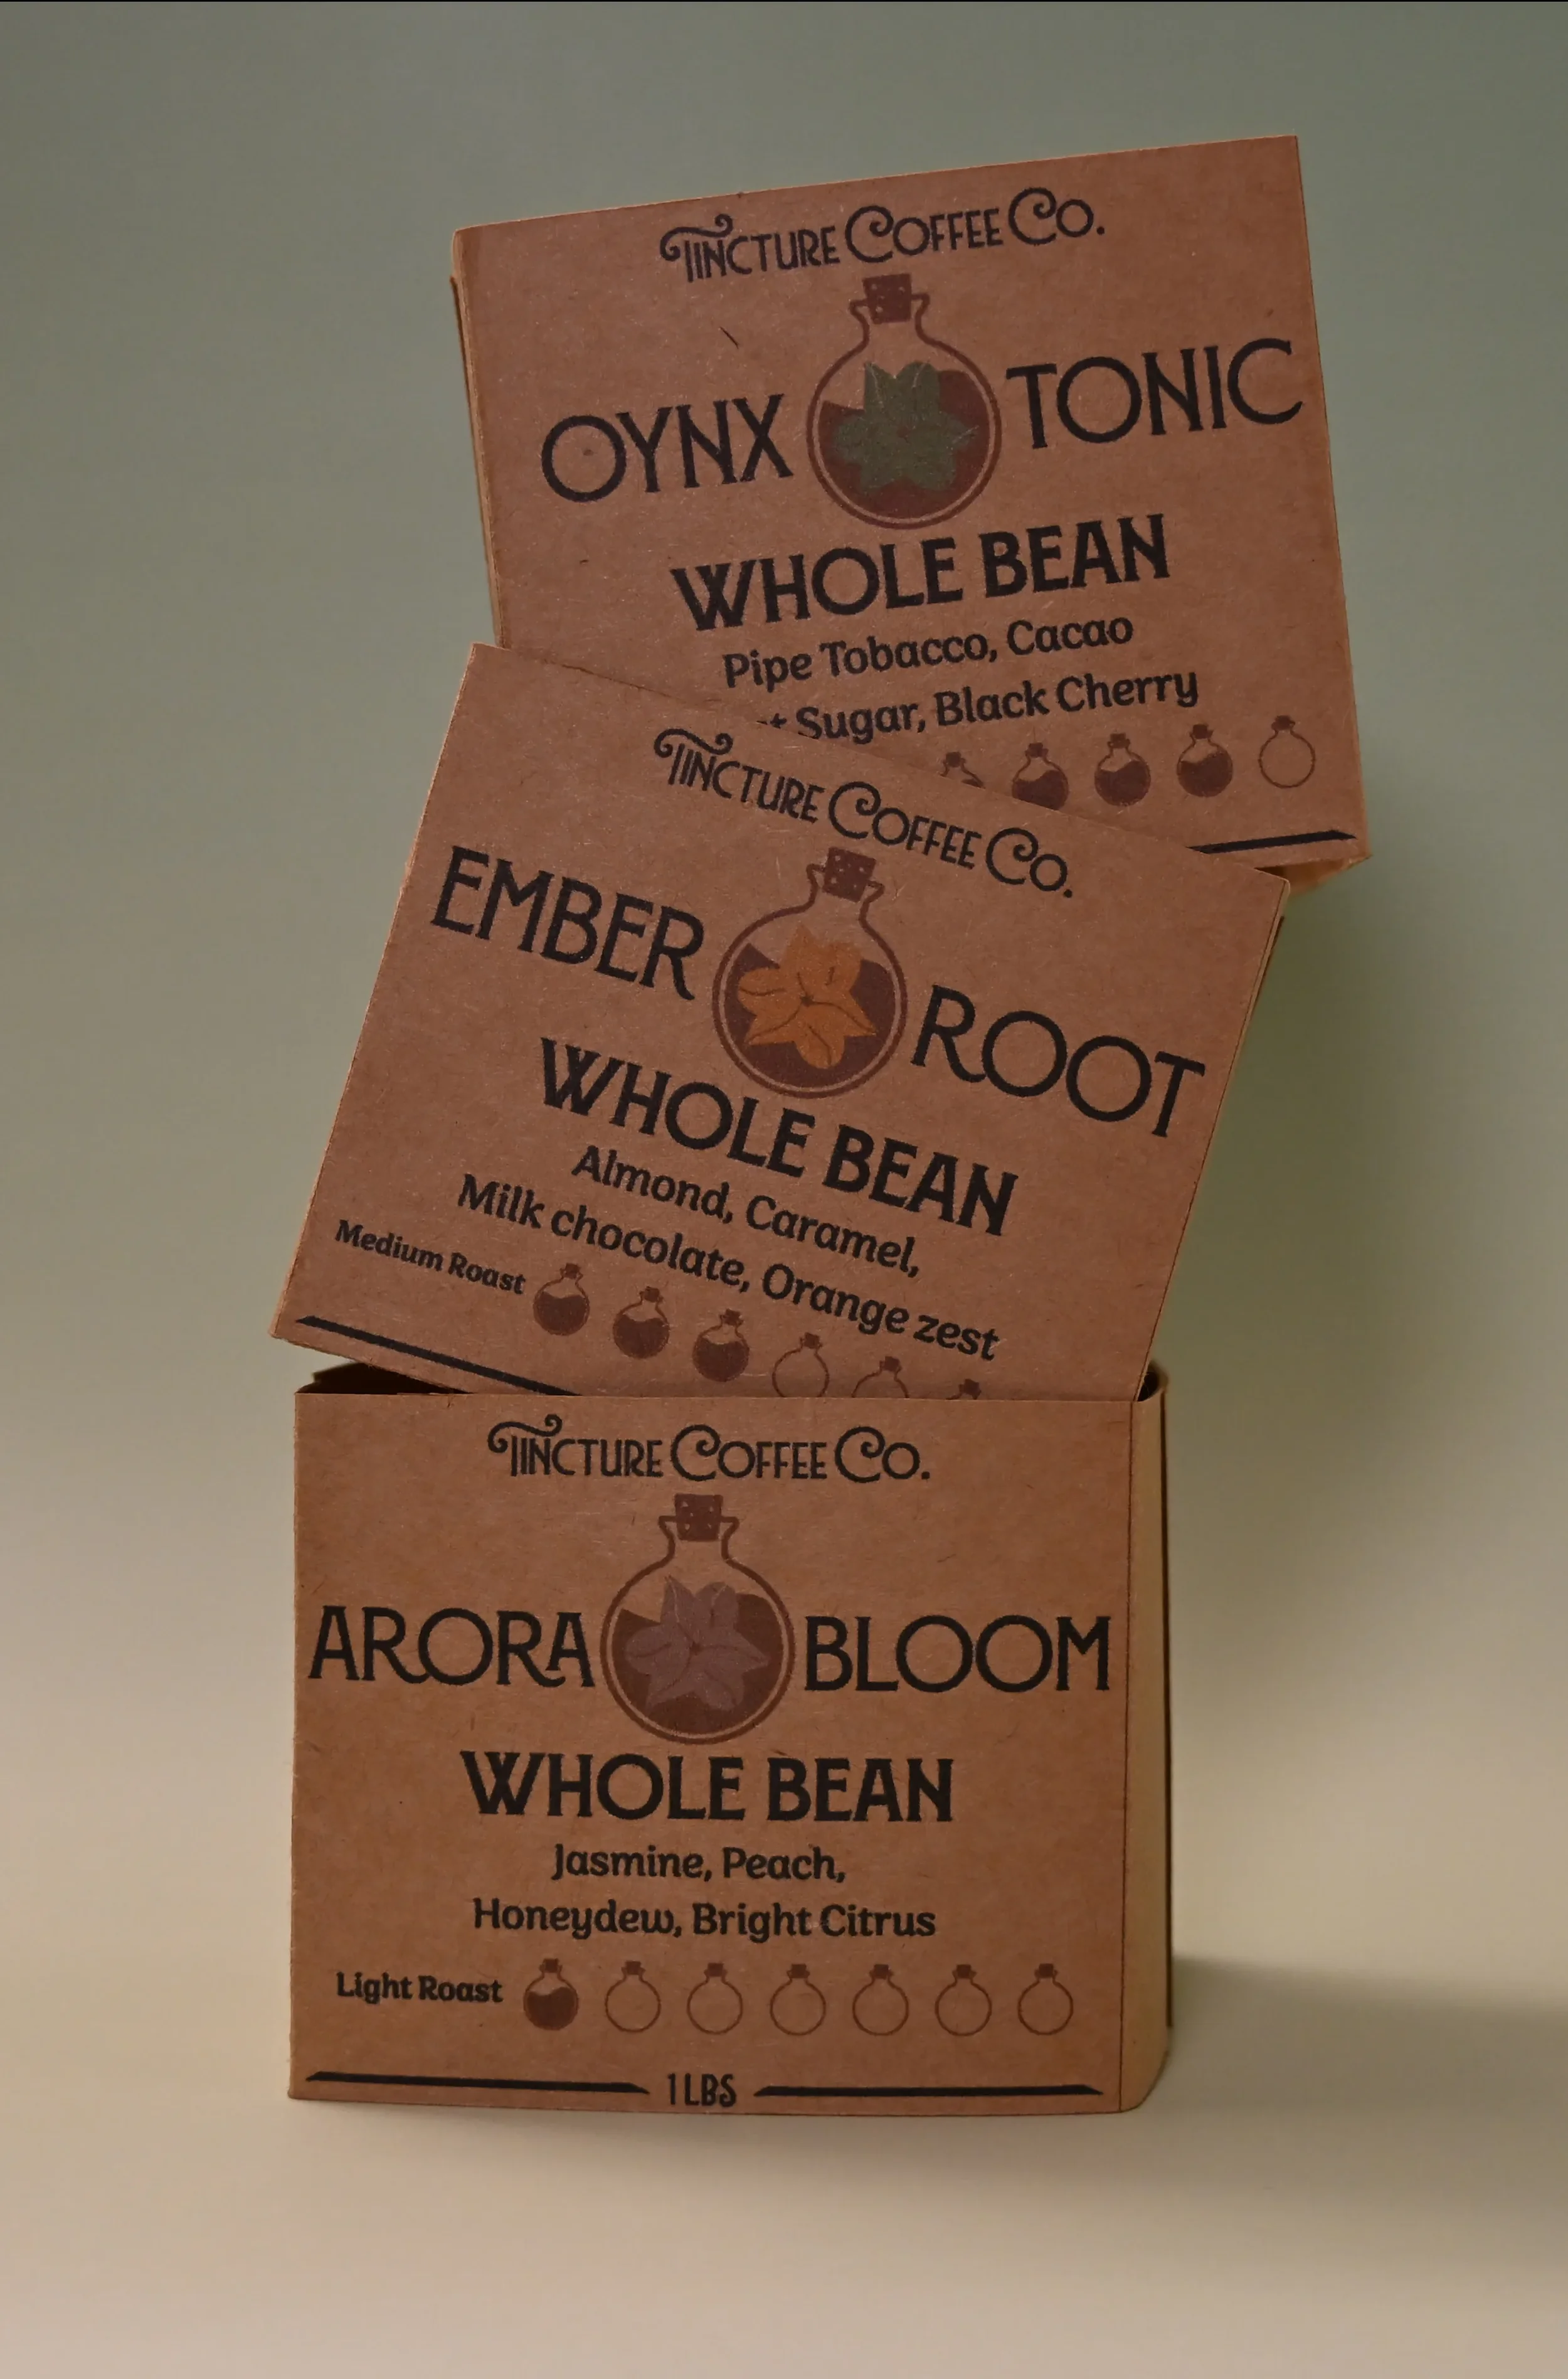 TINCTURE COFFEE CO.
OYNX TONIC
WHOLE BEAN
Pipe Tobacco, Cacao
Sugar, Black Cherry
TINCTURE COFFEE CO.
EMBER ROOT
WHOLE BEAN
Almond, Caramel,
Milk chocolate, Orange zest
Medium Roast
TINCTURE COFFEE CO.
ARORA BLOOM
WHOLE BEAN
Jasmine, Peach,
Honeydew, Bright Citrus
Light Roast
1 LBS